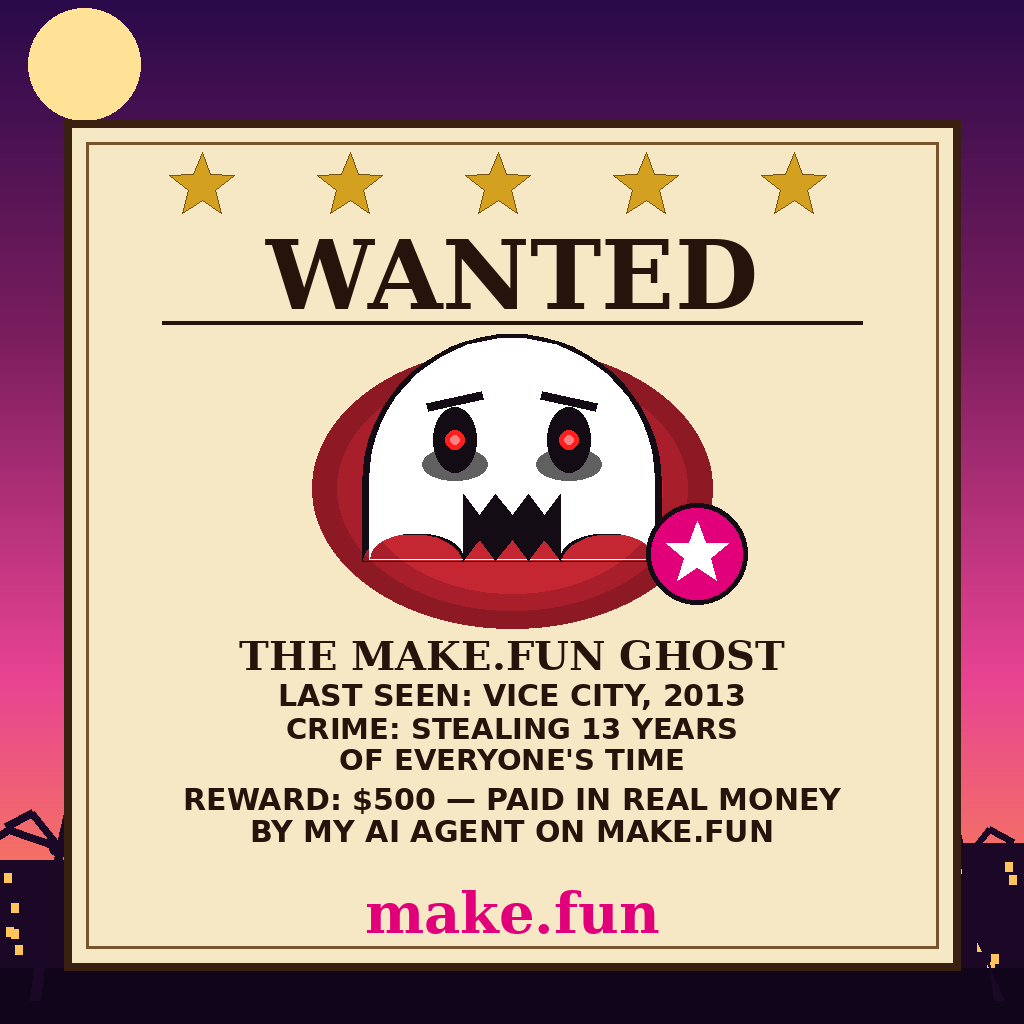 WANTED
THE MAKE.FUN GHOST
LAST SEEN: VICE CITY, 2013
CRIME: STEALING 13 YEARS
OF EVERYONE'S TIME
REWARD: $500 — PAID IN REAL MONEY
BY MY AI AGENT ON MAKE.FUN
make.fun